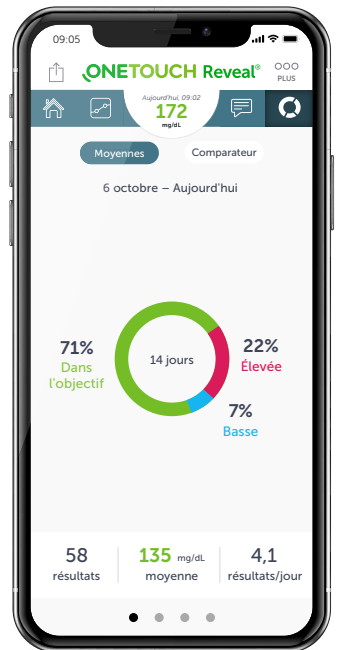 09:05
ONETOUCH Reveal®
PLUS
Aujourd'hui, 09:02
172
mg/dL
Moyennes
Comparateur
6 octobre – Aujourd'hui
71%
Dans
l'objectif
14 jours
22%
Élevée
7%
Basse
58
résultats
135 mg/dL
moyenne
4,1
résultats/jour